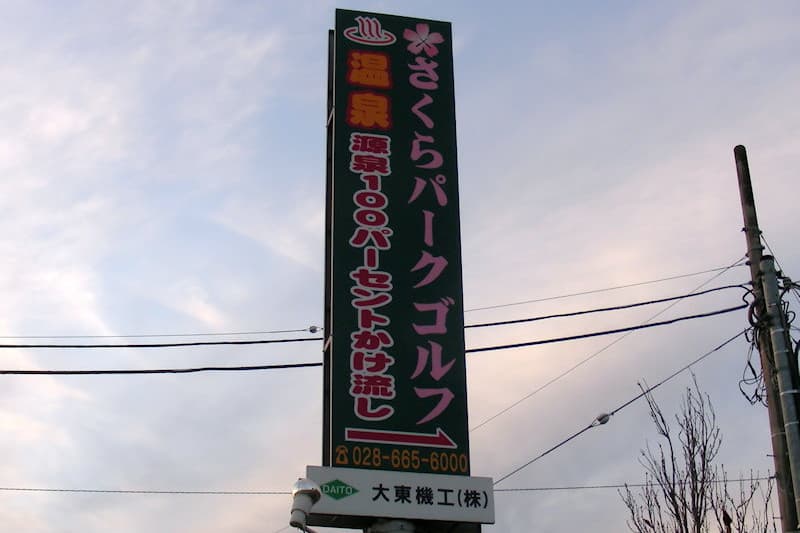 さくらパークゴルフ
温泉
源泉100パーセントかけ流し
☎028-665-6000
DAITO 大東機工(株)